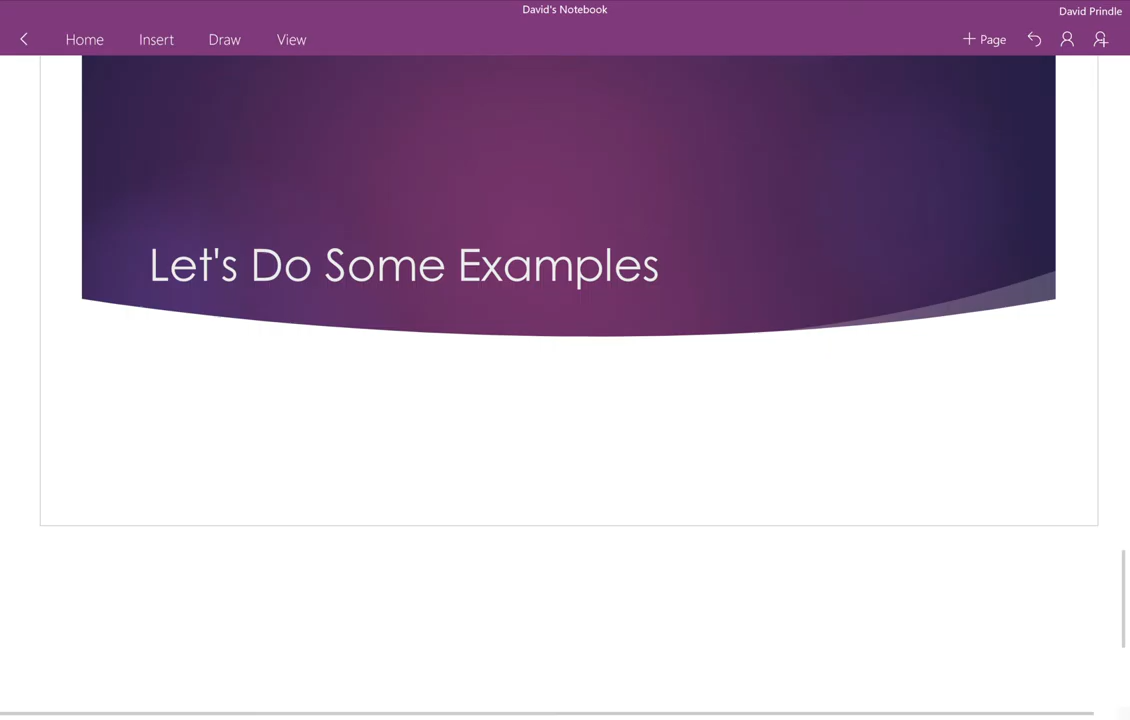 David's Notebook
David Prindle
Home Insert Draw View
Page
Let's Do Some Examples